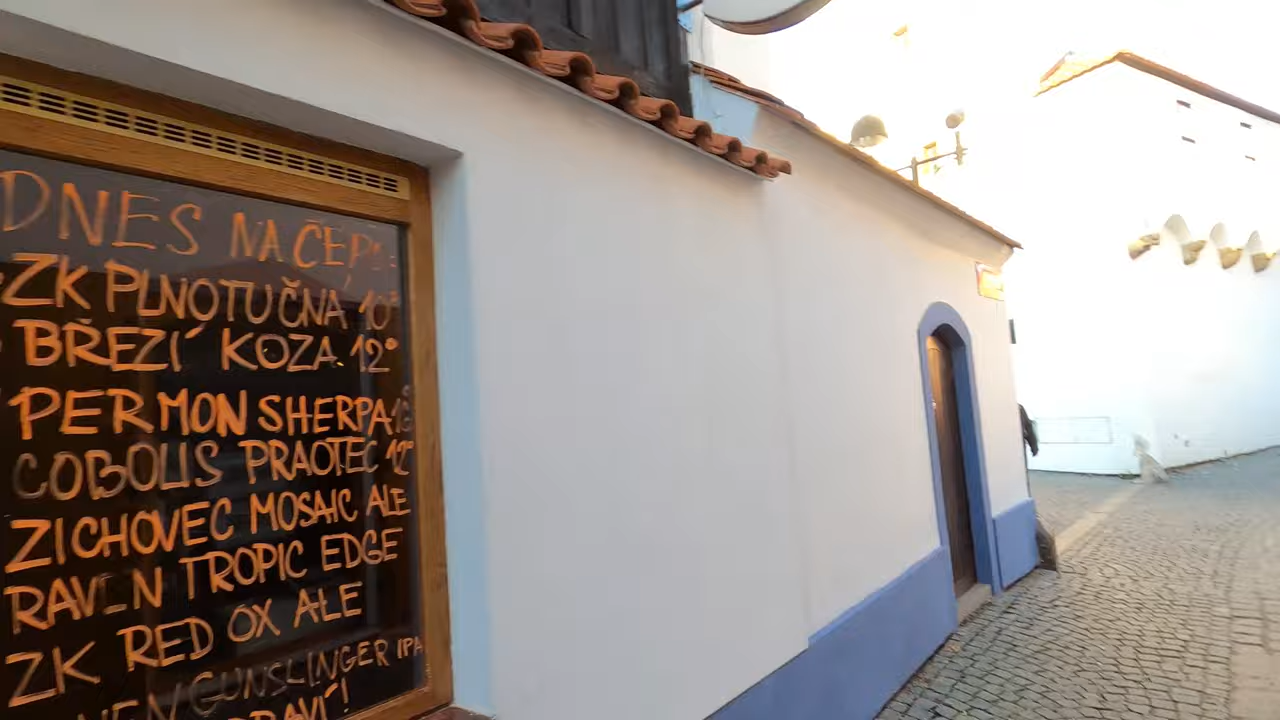 DNES NA ČEPU:
ZK PLNOTUČNÁ 10°
BŘEZÍ KOZA 12°
PERMON SHERPA
COBOLIS PRAOTEC 12°
ZICHOVEC MOSAIC ALE
RAVEN TROPIC EDGE
ZK RED OX ALE
GUNSLINGER IPA